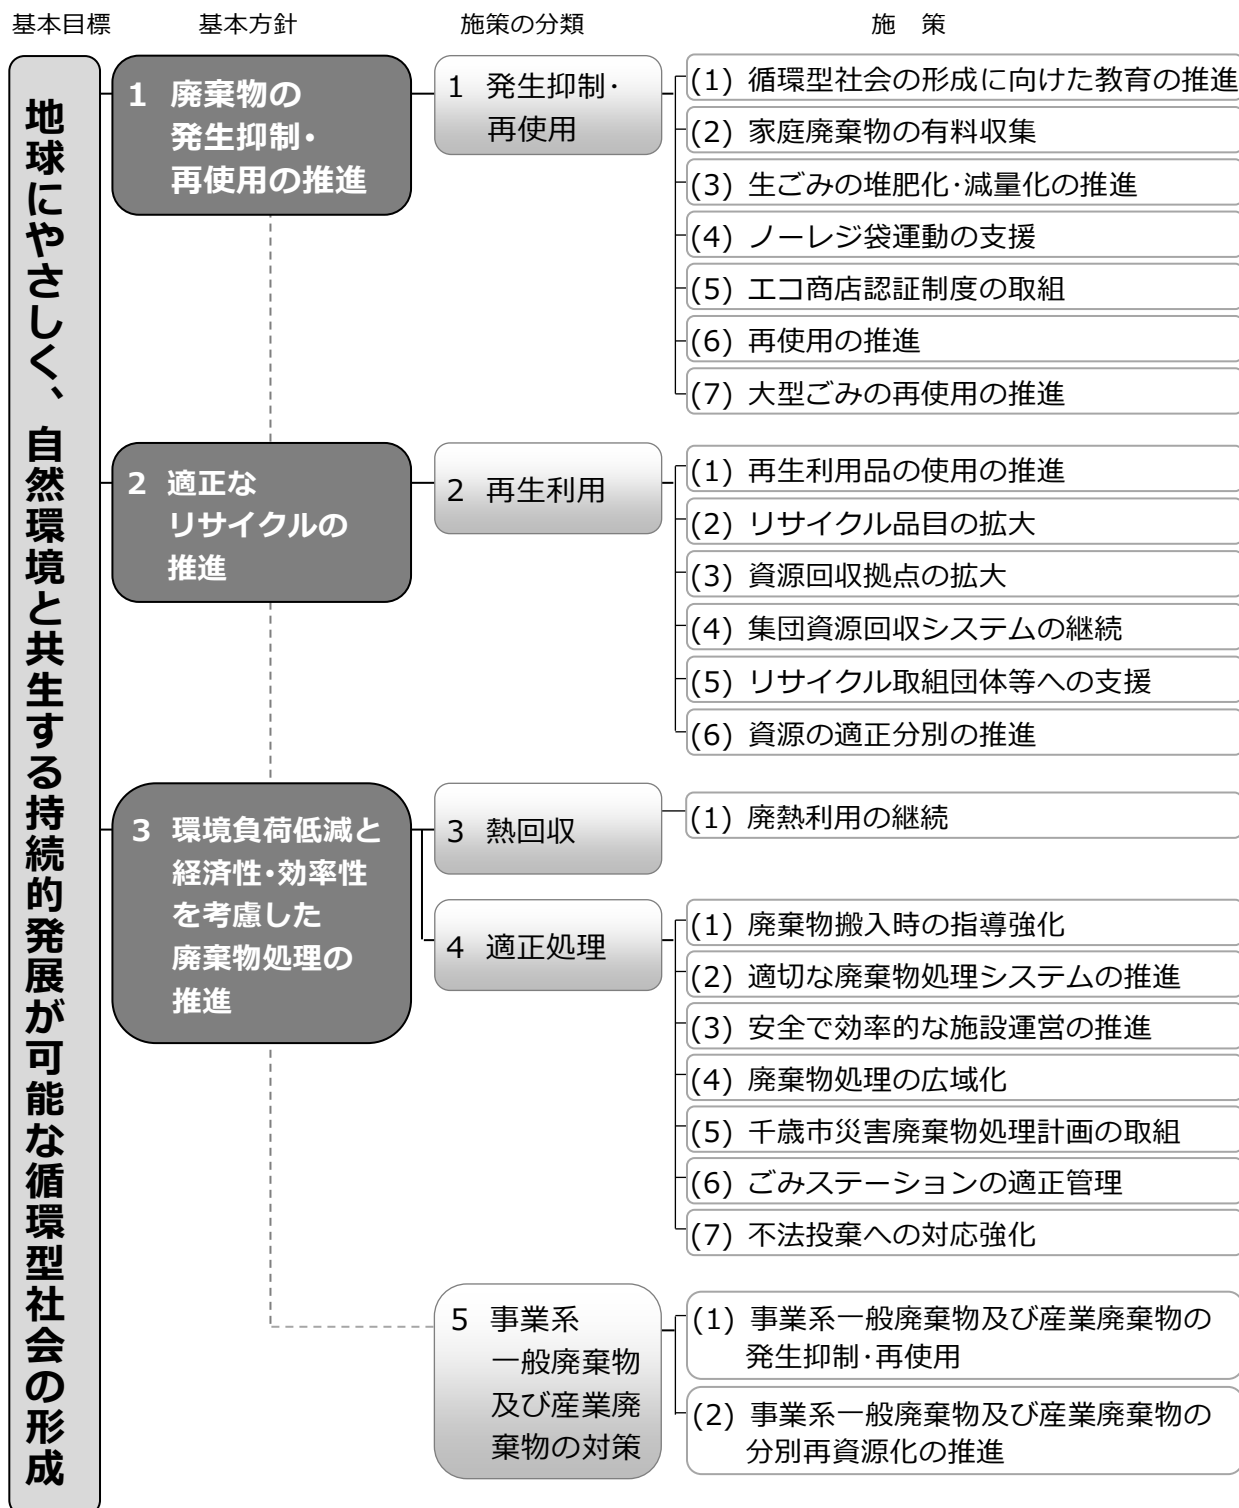 基本目標
基本方針
施策の分類
施　策
地球にやさしく、自然環境と共生する持続的発展が可能な循環型社会の形成
1 廃棄物の
発生抑制・
再使用の推進
1 発生抑制・
再使用
(1) 循環型社会の形成に向けた教育の推進
(2) 家庭廃棄物の有料収集
(3) 生ごみの堆肥化・減量化の推進
(4) ノーレジ袋運動の支援
(5) エコ商店認証制度の取組
(6) 再使用の推進
(7) 大型ごみの再使用の推進
2 適正な
リサイクルの
推進
2 再生利用
(1) 再生利用品の使用の推進
(2) リサイクル品目の拡大
(3) 資源回収拠点の拡大
(4) 集団資源回収システムの継続
(5) リサイクル取組団体等への支援
(6) 資源の適正分別の推進
3 環境負荷低減と
経済性・効率性
を考慮した
廃棄物処理の
推進
3 熱回収
(1) 廃熱利用の継続
4 適正処理
(1) 廃棄物搬入時の指導強化
(2) 適切な廃棄物処理システムの推進
(3) 安全で効率的な施設運営の推進
(4) 廃棄物処理の広域化
(5) 千歳市災害廃棄物処理計画の取組
(6) ごみステーションの適正管理
(7) 不法投棄への対応強化
5 事業系
一般廃棄物
及び産業廃
棄物の対策
(1) 事業系一般廃棄物及び産業廃棄物の
発生抑制・再使用
(2) 事業系一般廃棄物及び産業廃棄物の
分別再資源化の推進